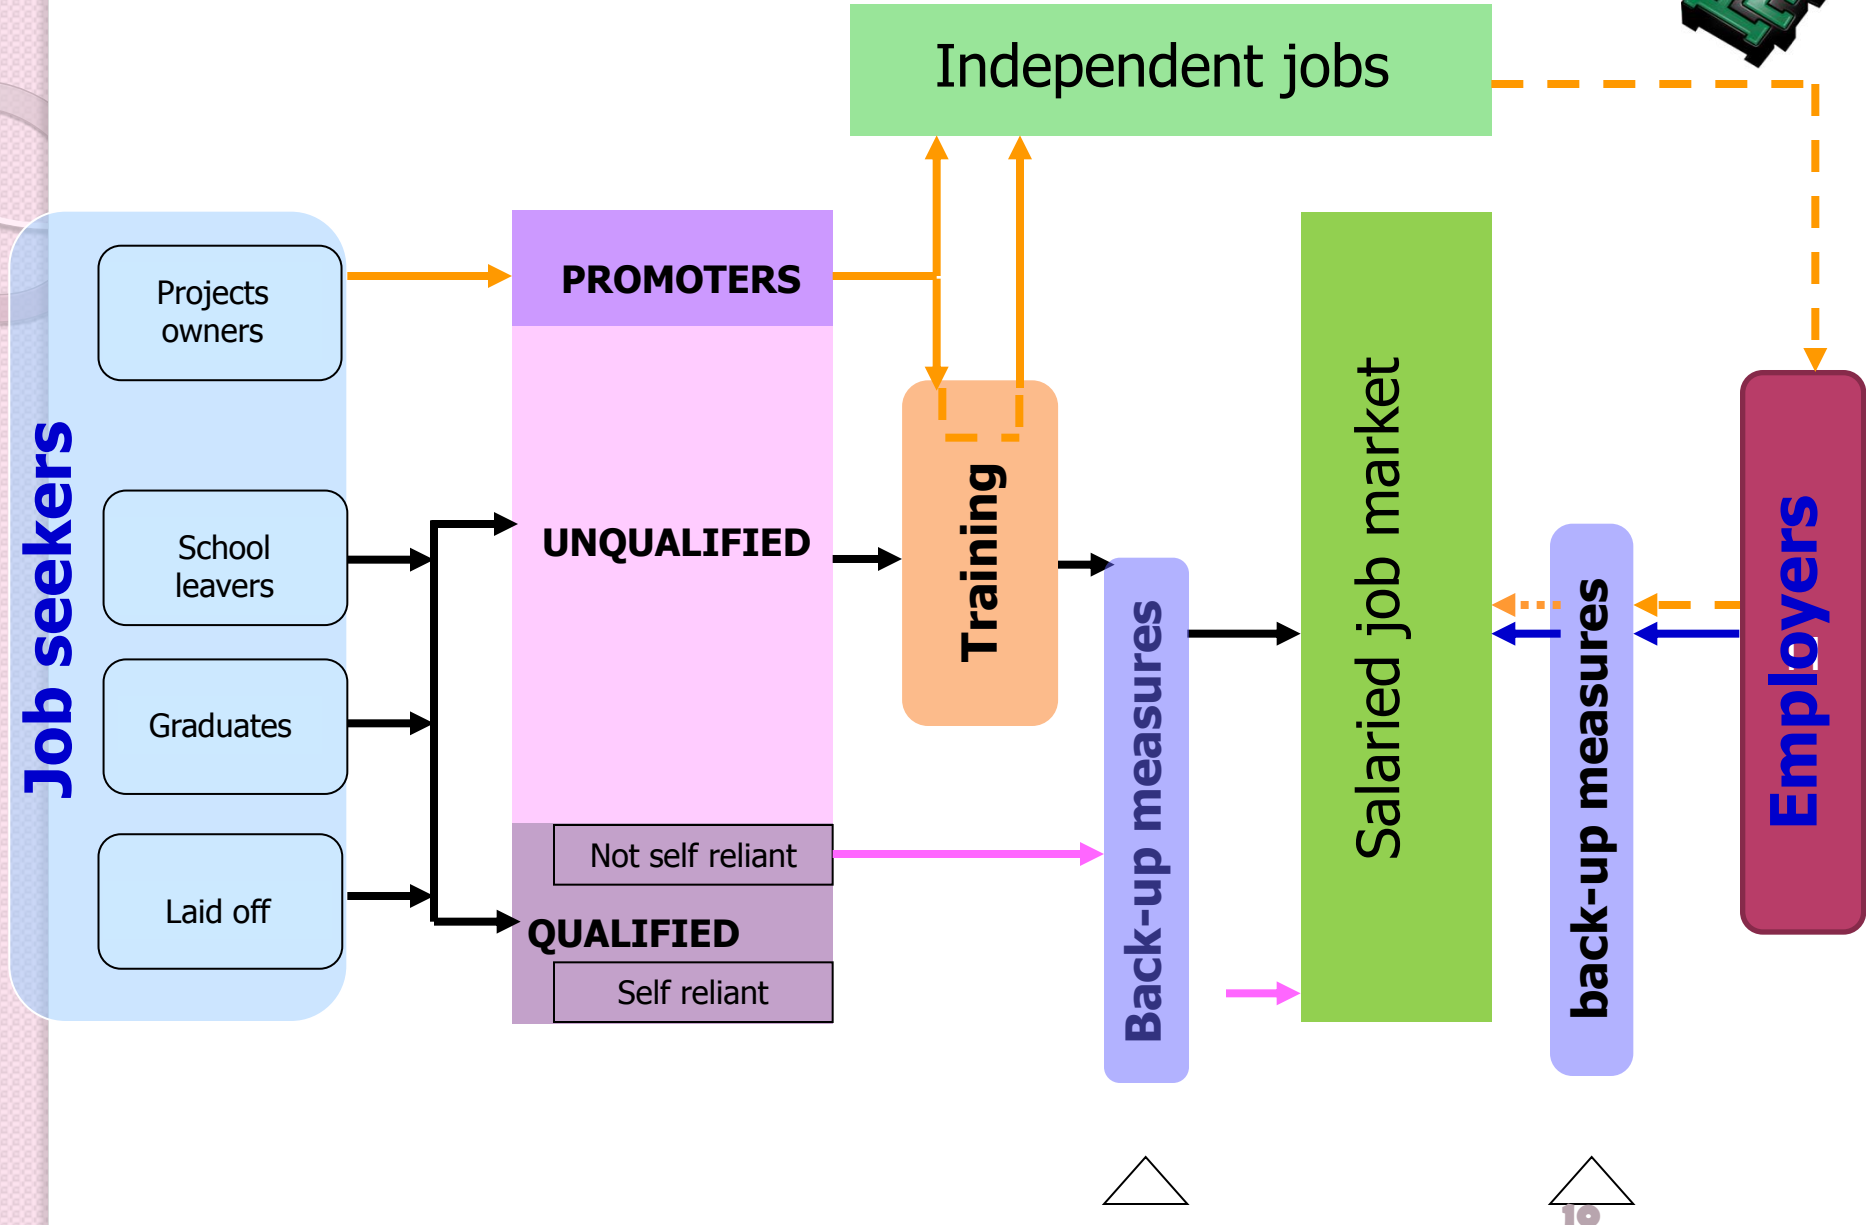 Independent jobs
Job seekers
Projects
owners
School
leavers
Graduates
Laid off
PROMOTERS
UNQUALIFIED
Not self reliant
QUALIFIED
Self reliant
Training
Back-up measures
Salaried job market
back-up measures
Employers
10